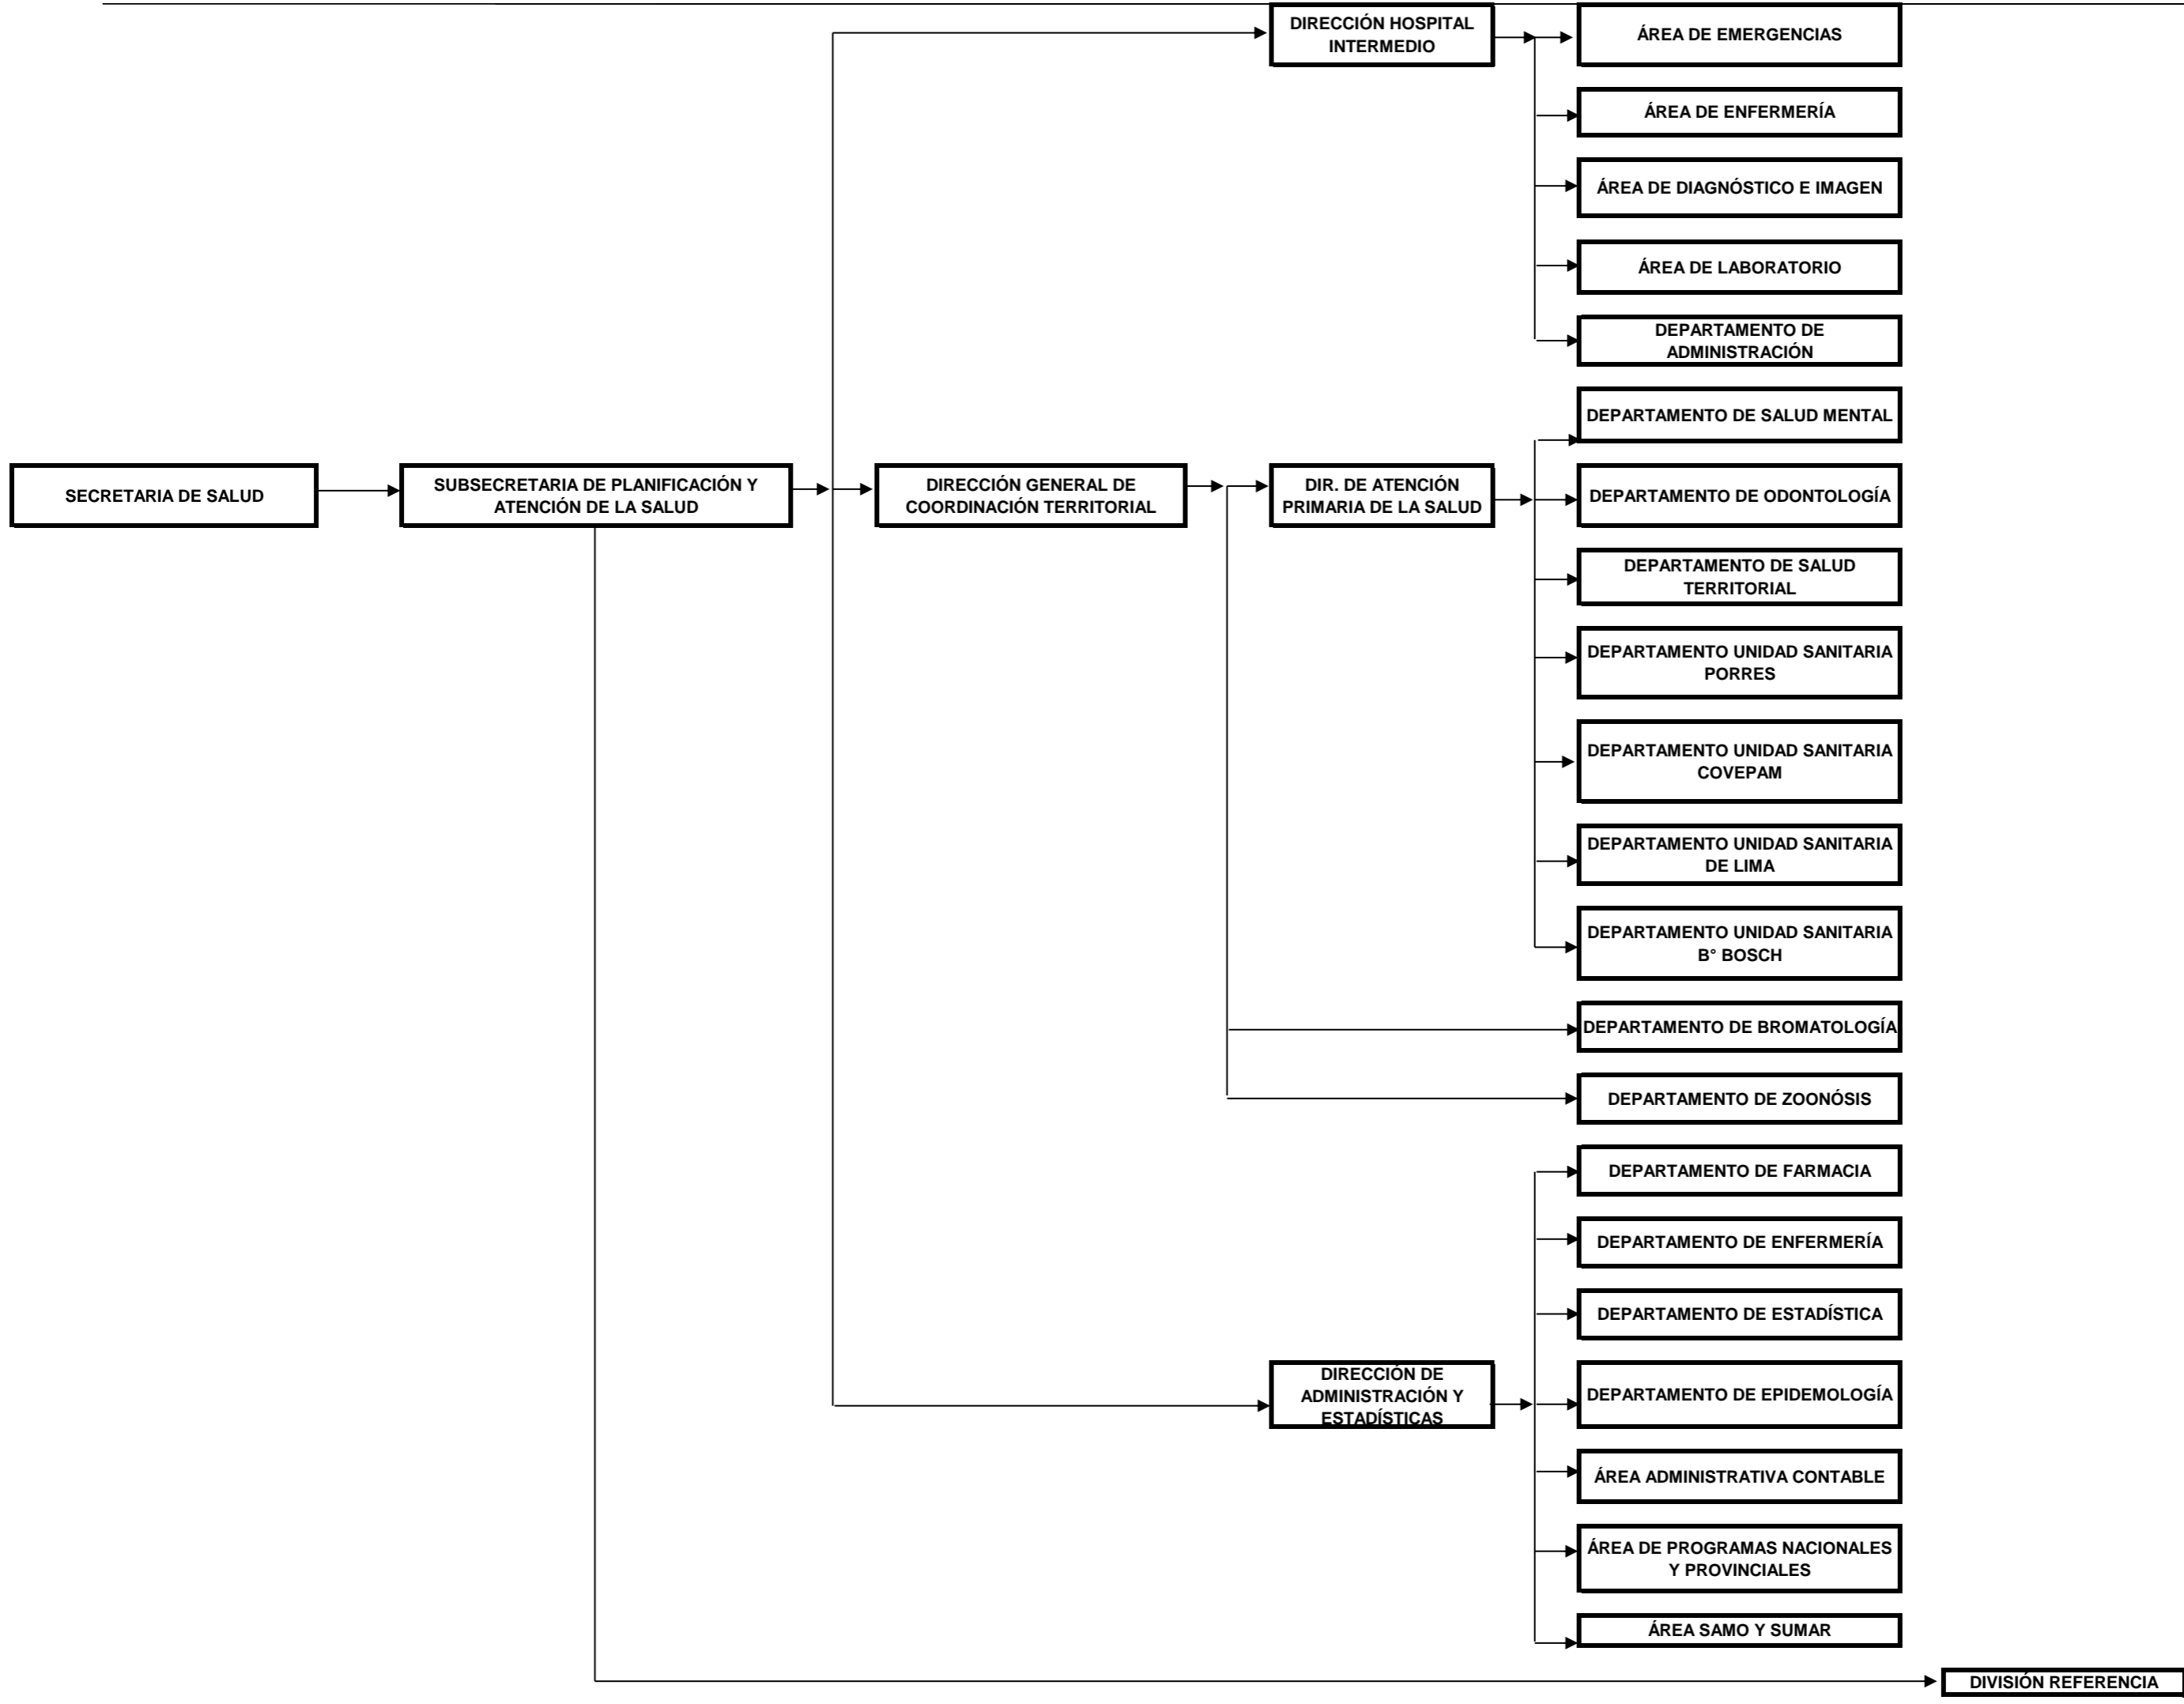 DIRECCIÓN HOSPITAL
INTERMEDIO
ÁREA DE EMERGENCIAS
ÁREA DE ENFERMERÍA
ÁREA DE DIAGNÓSTICO E IMAGEN
ÁREA DE LABORATORIO
DEPARTAMENTO DE
ADMINISTRACIÓN
DEPARTAMENTO DE SALUD MENTAL
SECRETARIA DE SALUD
SUBSECRETARIA DE PLANIFICACIÓN Y
ATENCIÓN DE LA SALUD
DIRECCIÓN GENERAL DE
COORDINACIÓN TERRITORIAL
DIR. DE ATENCIÓN
PRIMARIA DE LA SALUD
DEPARTAMENTO DE ODONTOLOGÍA
DEPARTAMENTO DE SALUD
TERRITORIAL
DEPARTAMENTO UNIDAD SANITARIA
PORRES
DEPARTAMENTO UNIDAD SANITARIA
COVEPAM
DEPARTAMENTO UNIDAD SANITARIA
DE LIMA
DEPARTAMENTO UNIDAD SANITARIA
B° BOSCH
DEPARTAMENTO DE BROMATOLOGÍA
DEPARTAMENTO DE ZOONÓSIS
DEPARTAMENTO DE FARMACIA
DEPARTAMENTO DE ENFERMERÍA
DEPARTAMENTO DE ESTADÍSTICA
DIRECCIÓN DE
ADMINISTRACIÓN Y
ESTADÍSTICAS
DEPARTAMENTO DE EPIDEMOLOGÍA
ÁREA ADMINISTRATIVA CONTABLE
ÁREA DE PROGRAMAS NACIONALES
Y PROVINCIALES
ÁREA SAMO Y SUMAR
DIVISIÓN REFERENCIA